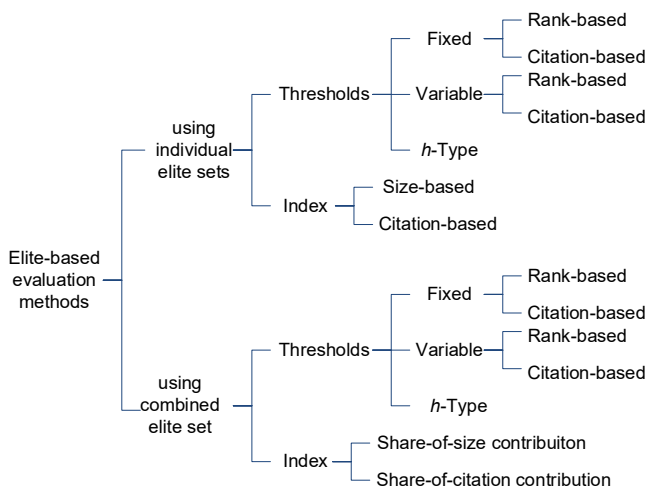 Rank-based
Fixed
Citation-based
Rank-based
Thresholds
Variable
Citation-based
using
individual
elite sets
h-Type
Size-based
Index
Citation-based
Elite-based
evaluation
methods
Rank-based
Fixed
Citation-based
Rank-based
Thresholds
Variable
Citation-based
using
combined
elite set
h-Type
Share-of-size contribuiton
Index
Share-of-citation contribution